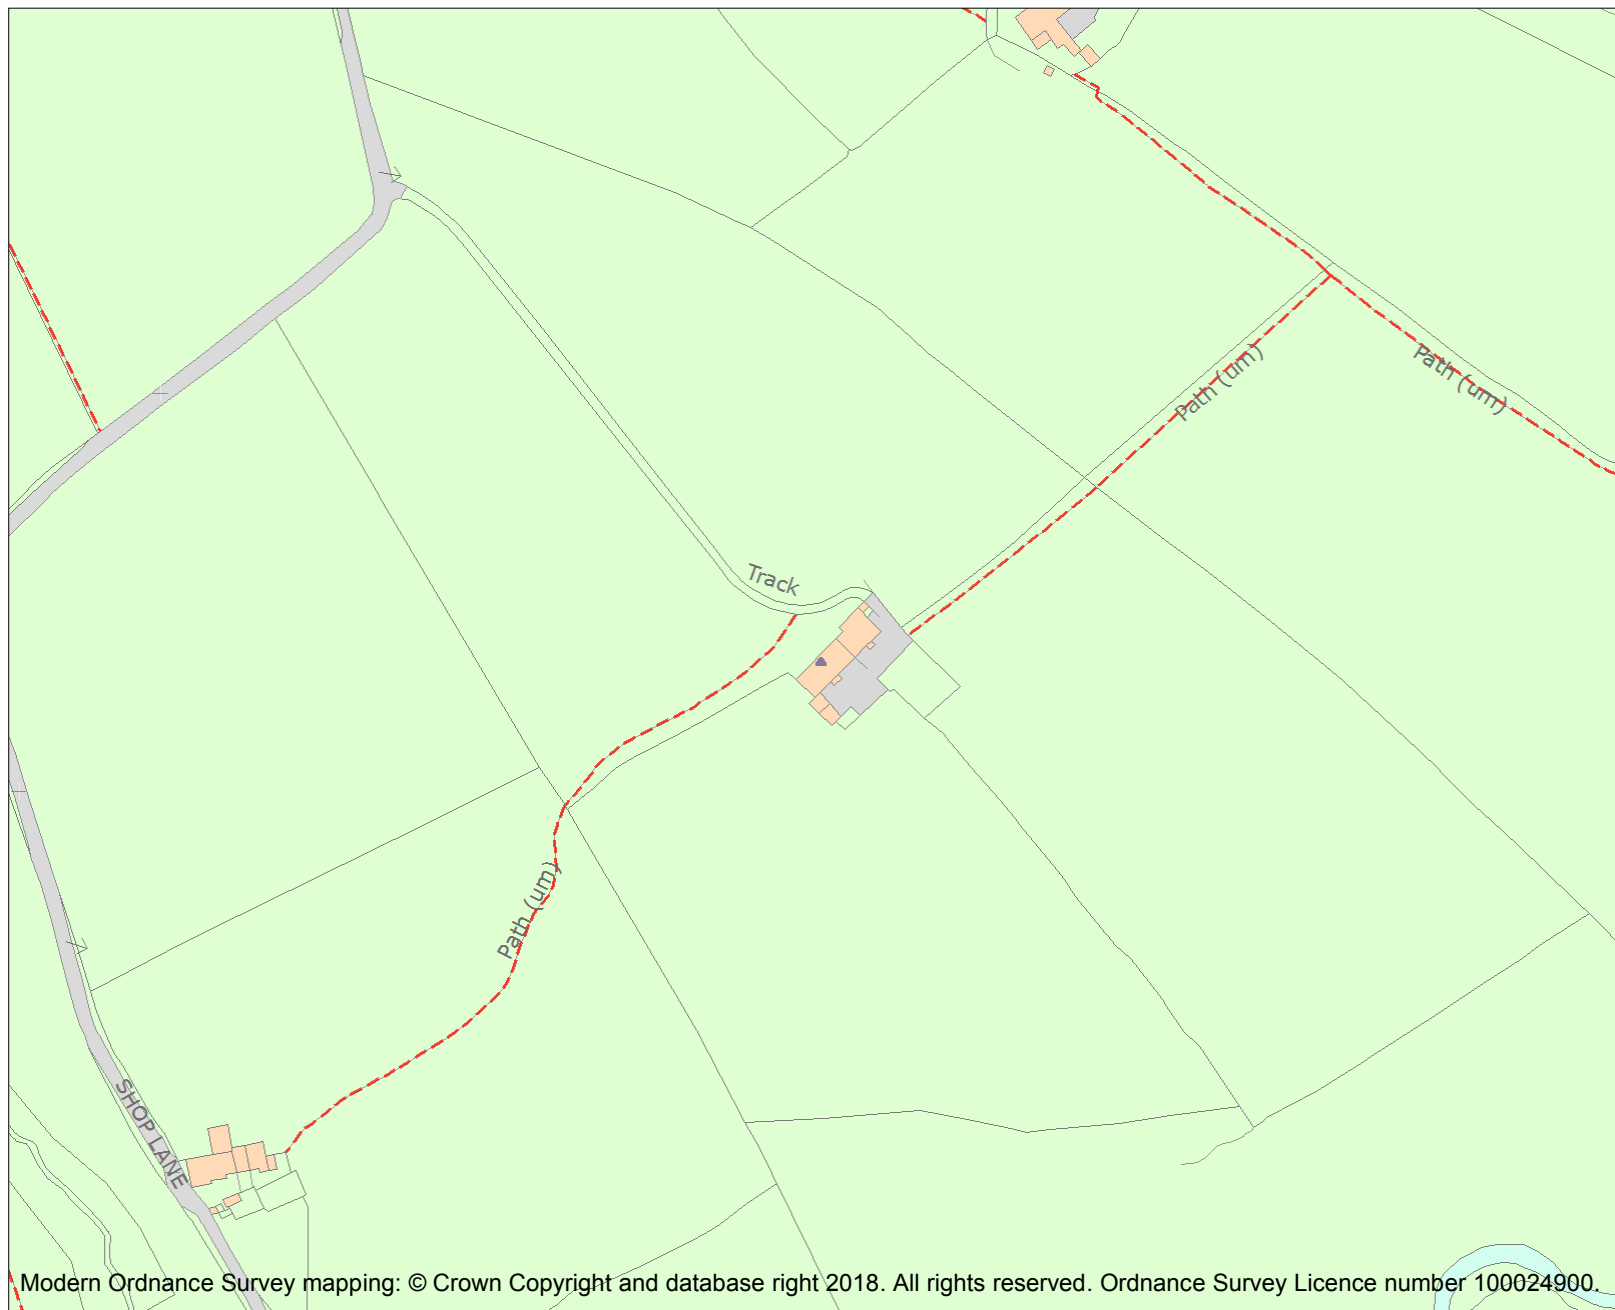 Path (um)
Path (um)
Track
Path (um)
SHOP LANE
Modern Ordnance Survey mapping: © Crown Copyright and database right 2018. All rights reserved. Ordnance Survey Licence number 100024900.